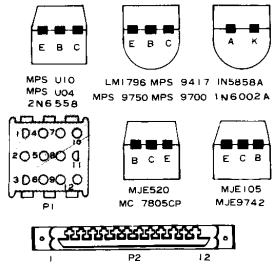 E B C
E B C
A K
MPS U10
MPS U04
2N6558
LM1796 MPS 9417 IN5858A
MPS 9750 MPS 9700 IN6002A
1 4 7 10
2 5 8 11
3 6 9 12
P1
B C E
E C B
MJE520
MC 7805CP
MJE105
MJE9742
1 P2 12